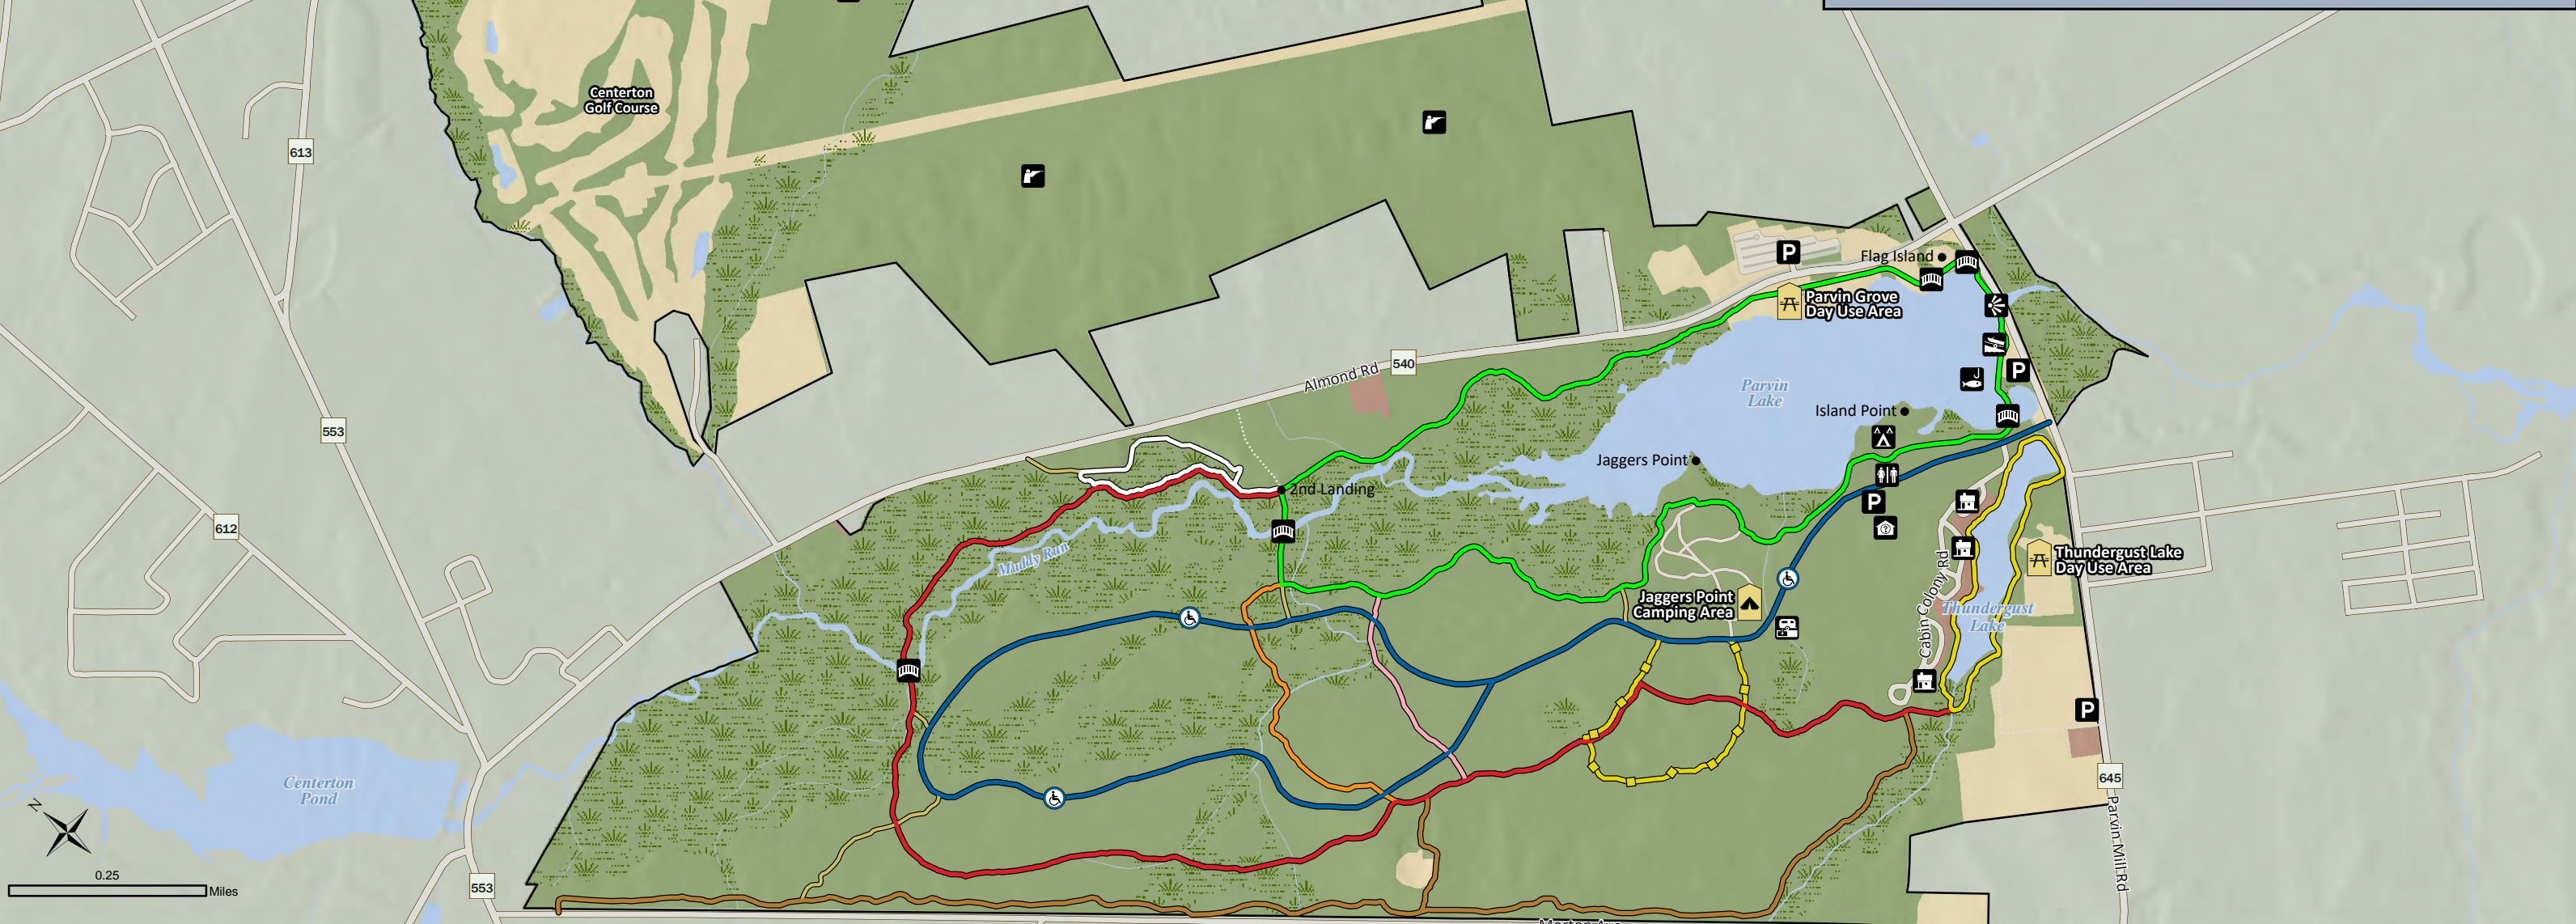 Centerton
Golf Course
613
P
Flag Island
Parvin Grove
Day Use Area
540
Almond Rd
P
Parvin
Lake
Island Point
553
Jaggers Point
2nd Landing
P
612
Muddy Run
Thundergust Lake
Day Use Area
Jaggers Point
Camping Area
Cabin Colony Rd
Thundergust
Lake
P
645
Centerton
Pond
N
Parvin Mill Rd
0.25
Miles
553